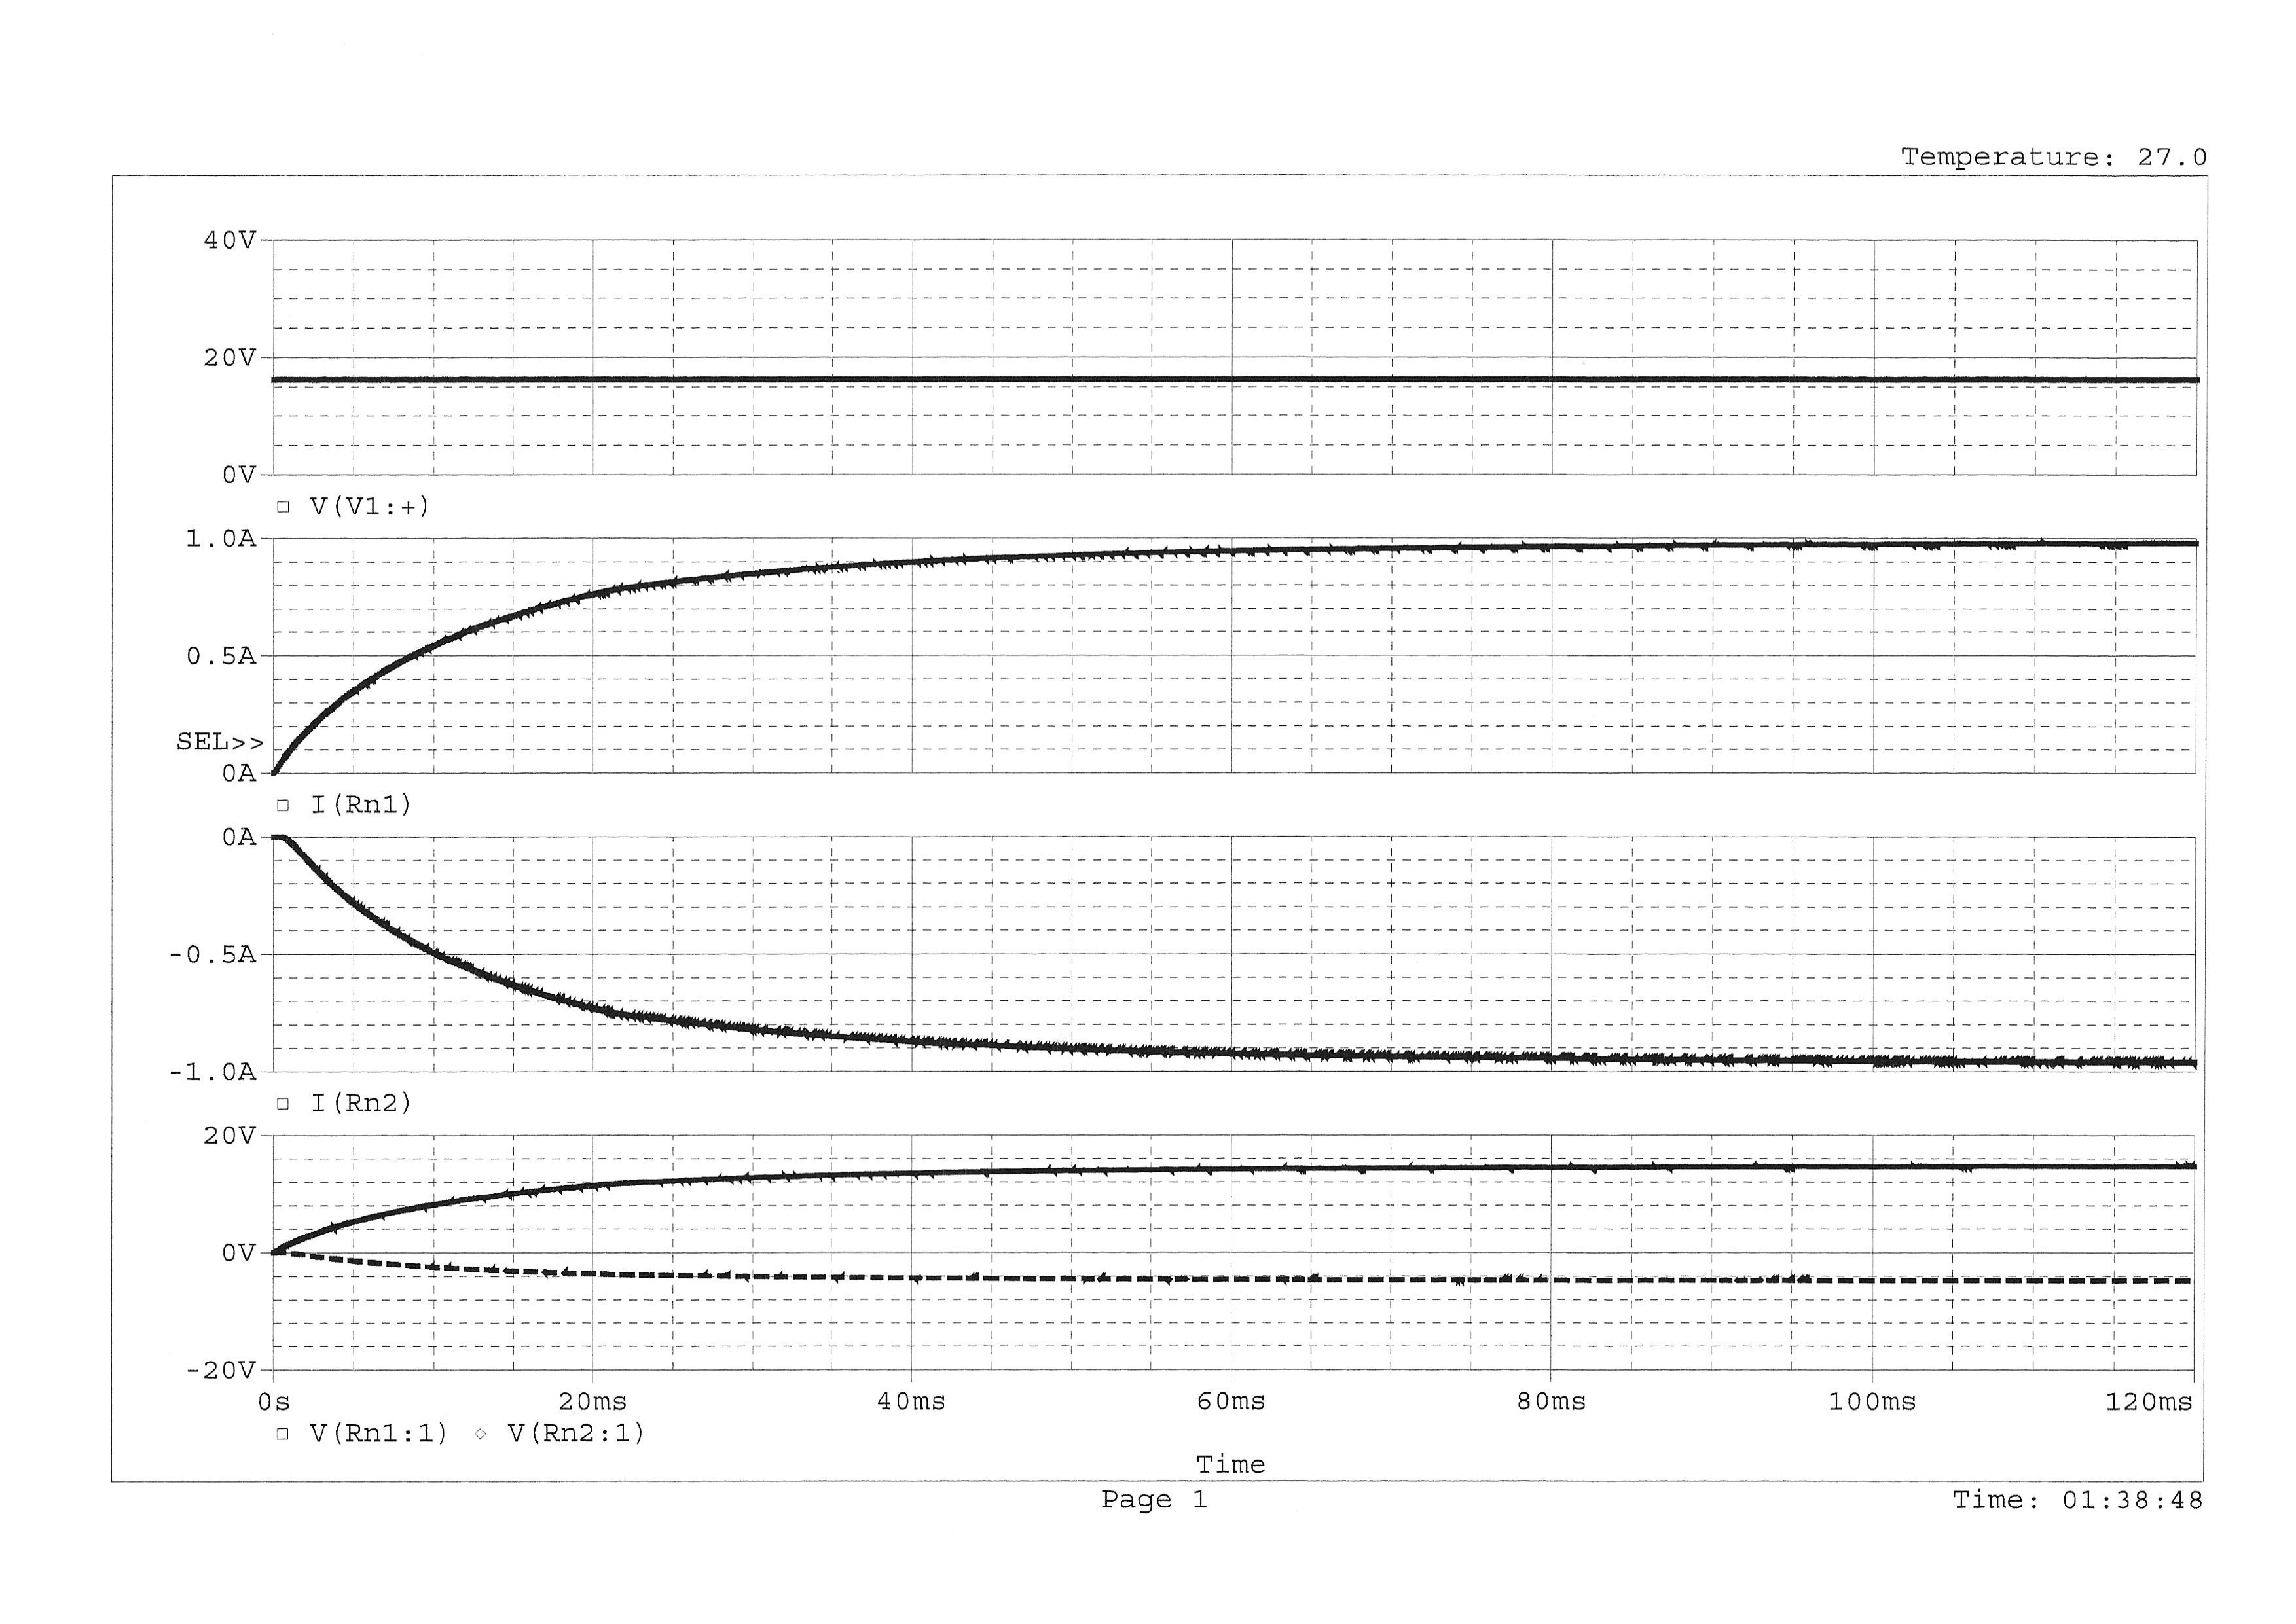 Temperature: 27.0
40V
20V
0V
V(V1:+)
1.0A
0.5A
SEL>>
0A
I(Rn1)
0A
-0.5A
-1.0A
I(Rn2)
20V
0V
-20V
0s 20ms 40ms 60ms 80ms 100ms 120ms
V(Rn1:1) V(Rn2:1)
Time
Page 1 Time: 01:38:48